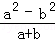 a² − b²
a+b